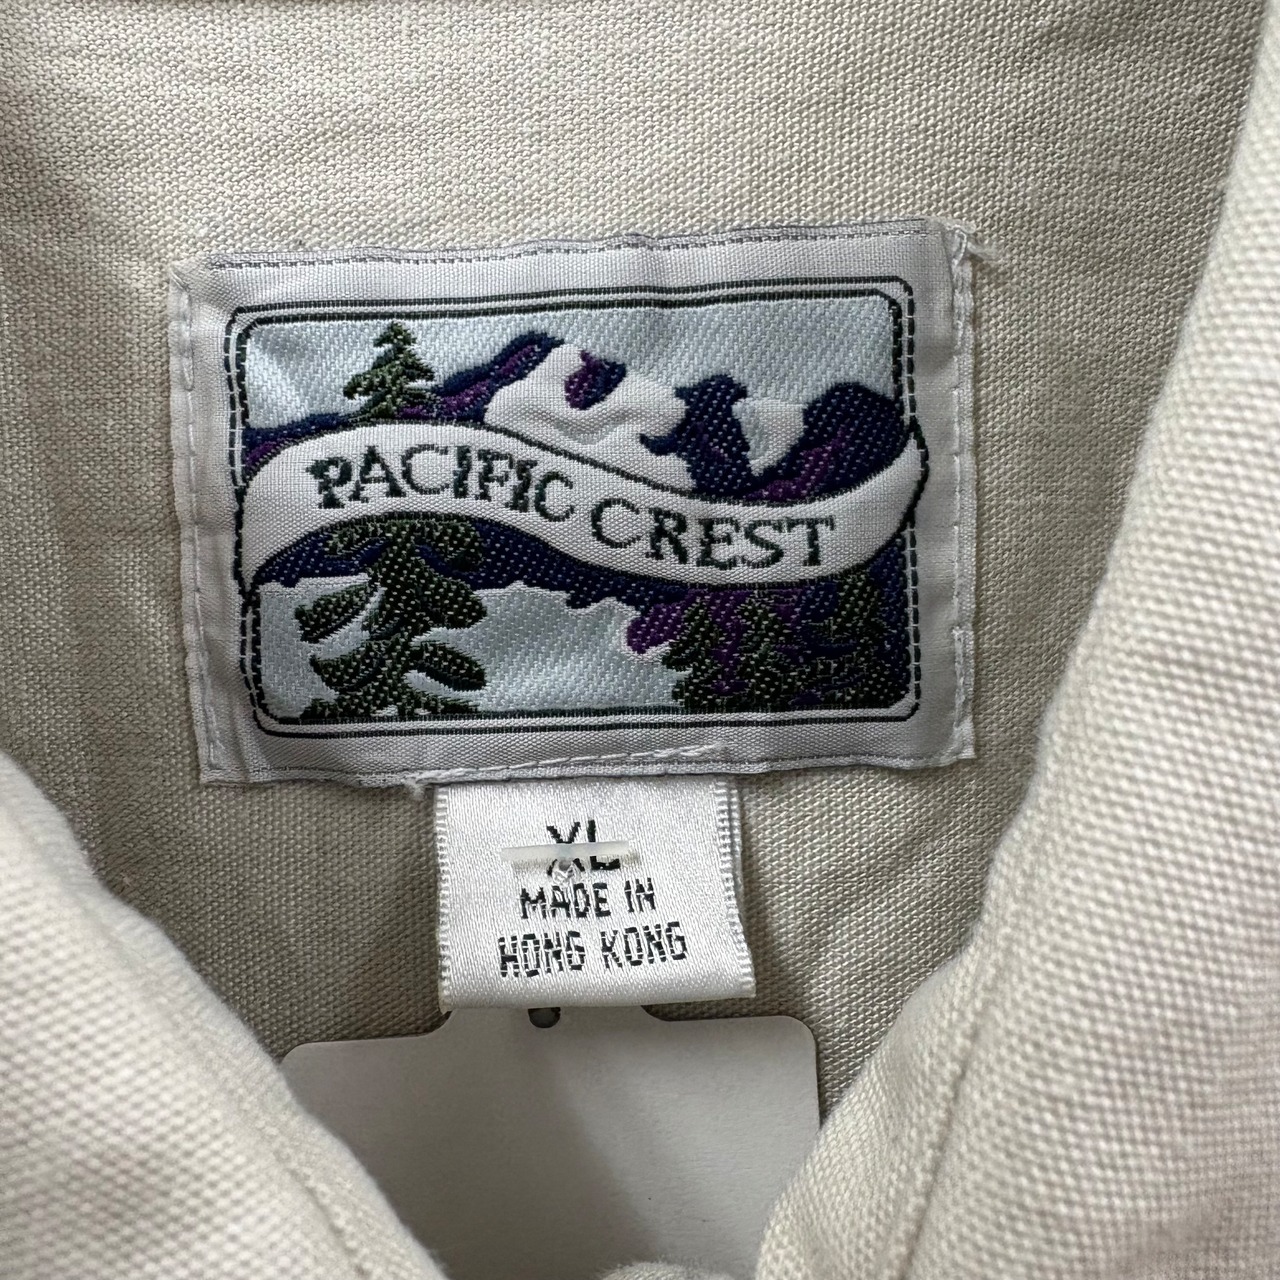 PACIFIC CREST
XL
MADE IN
HONG KONG